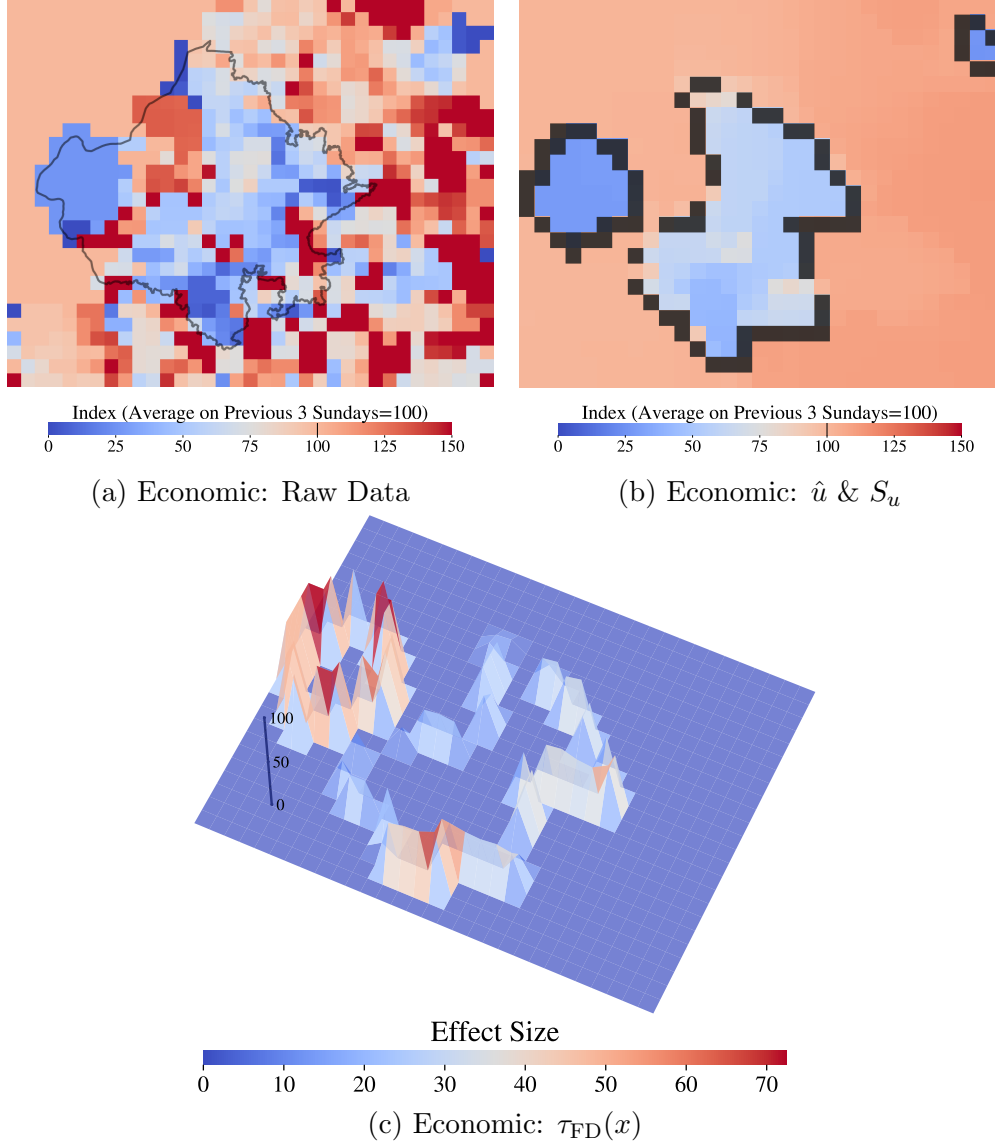 Index (Average on Previous 3 Sundays=100)
0 25 50 75 100 125 150
(a) Economic: Raw Data
Index (Average on Previous 3 Sundays=100)
0 25 50 75 100 125 150
(b) Economic: û & Sᵤ
100
50
0
Effect Size
0 10 20 30 40 50 60 70
(c) Economic: τ_FD(x)